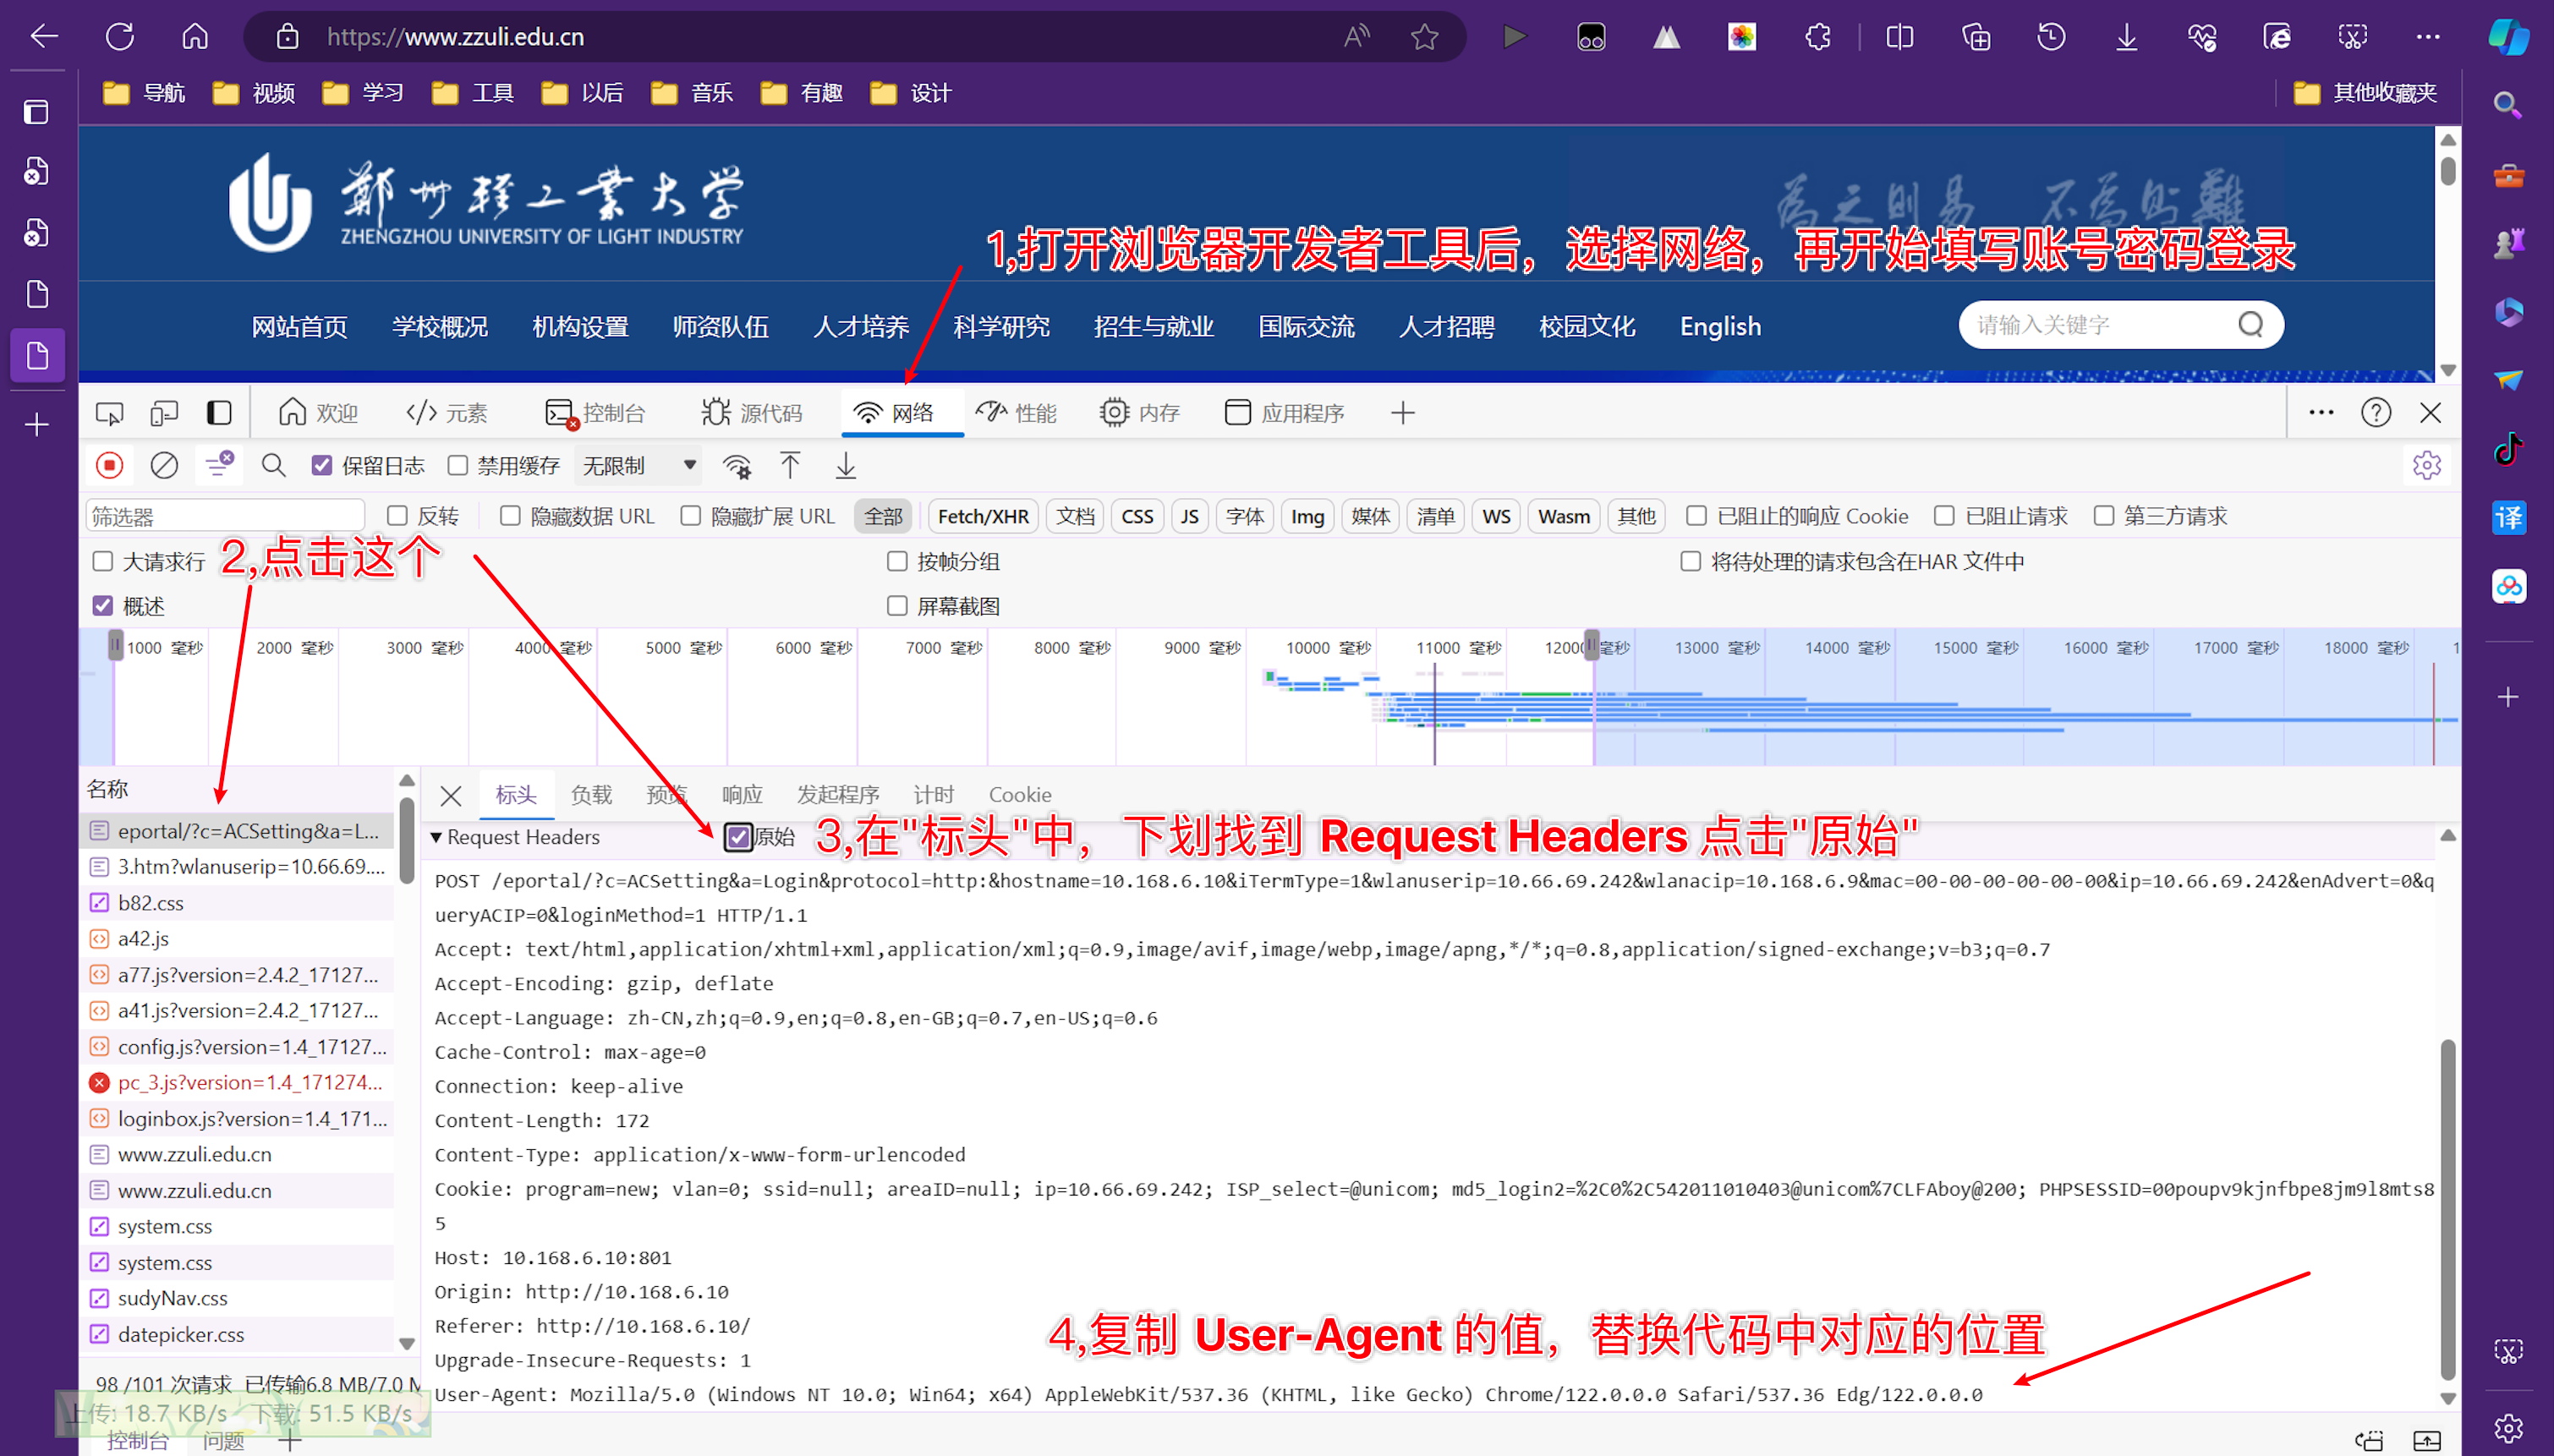 https://www.zzuli.edu.cn
导航 视频 学习 工具 以后 音乐 有趣 设计 其他收藏夹
鄭州轻工業大学 為之則易 不為則難
ZHENGZHOU UNIVERSITY OF LIGHT INDUSTRY
1,打开浏览器开发者工具后，选择网络，再开始填写账号密码登录
网站首页 学校概况 机构设置 师资队伍 人才培养 科学研究 招生与就业 国际交流 人才招聘 校园文化 English 请输入关键字
欢迎 元素 控制台 源代码 网络 性能 内存 应用程序
保留日志 禁用缓存 无限制
筛选器 反转 隐藏数据 URL 隐藏扩展 URL 全部 Fetch/XHR 文档 CSS JS 字体 Img 媒体 清单 WS Wasm 其他 已阻止的响应 Cookie 已阻止请求 第三方请求
大请求行 2,点击这个 按帧分组 将待处理的请求包含在HAR 文件中
概述 屏幕截图
1000 毫秒 2000 毫秒 3000 毫秒 4000 毫秒 5000 毫秒 6000 毫秒 7000 毫秒 8000 毫秒 9000 毫秒 10000 毫秒 11000 毫秒 12000 毫秒 13000 毫秒 14000 毫秒 15000 毫秒 16000 毫秒 17000 毫秒 18000 毫秒 1
名称
eportal/?c=ACSetting&a=L...
3.htm?wlanuserip=10.66.69....
b82.css
a42.js
a77.js?version=2.4.2_17127...
a41.js?version=2.4.2_17127...
config.js?version=1.4_17127...
pc_3.js?version=1.4_171274...
loginbox.js?version=1.4_171...
www.zzuli.edu.cn
www.zzuli.edu.cn
system.css
system.css
sudyNav.css
datepicker.css
98 /101 次请求 已传输6.8 MB/7.0 M
上传: 18.7 KB/s 下载: 51.5 KB/s
标头 负载 预览 响应 发起程序 计时 Cookie
Request Headers 原始 3,在"标头"中，下划找到 Request Headers 点击"原始"
POST /eportal/?c=ACSetting&a=Login&protocol=http:&hostname=10.168.6.10&iTermType=1&wlanuserip=10.66.69.242&wlanacip=10.168.6.9&mac=00-00-00-00-00-00&ip=10.66.69.242&enAdvert=0&q
ueryACIP=0&loginMethod=1 HTTP/1.1
Accept: text/html,application/xhtml+xml,application/xml;q=0.9,image/avif,image/webp,image/apng,*/*;q=0.8,application/signed-exchange;v=b3;q=0.7
Accept-Encoding: gzip, deflate
Accept-Language: zh-CN,zh;q=0.9,en;q=0.8,en-GB;q=0.7,en-US;q=0.6
Cache-Control: max-age=0
Connection: keep-alive
Content-Length: 172
Content-Type: application/x-www-form-urlencoded
Cookie: program=new; vlan=0; ssid=null; areaID=null; ip=10.66.69.242; ISP_select=@unicom; md5_login2=%2C0%2C542011010403@unicom%7CLFAboy@200; PHPSESSID=00poupv9kjnfbpe8jm9l8mts8
5
Host: 10.168.6.10:801
Origin: http://10.168.6.10
Referer: http://10.168.6.10/
4,复制 User-Agent 的值，替换代码中对应的位置
Upgrade-Insecure-Requests: 1
User-Agent: Mozilla/5.0 (Windows NT 10.0; Win64; x64) AppleWebKit/537.36 (KHTML, like Gecko) Chrome/122.0.0.0 Safari/537.36 Edg/122.0.0.0
控制台 问题
译